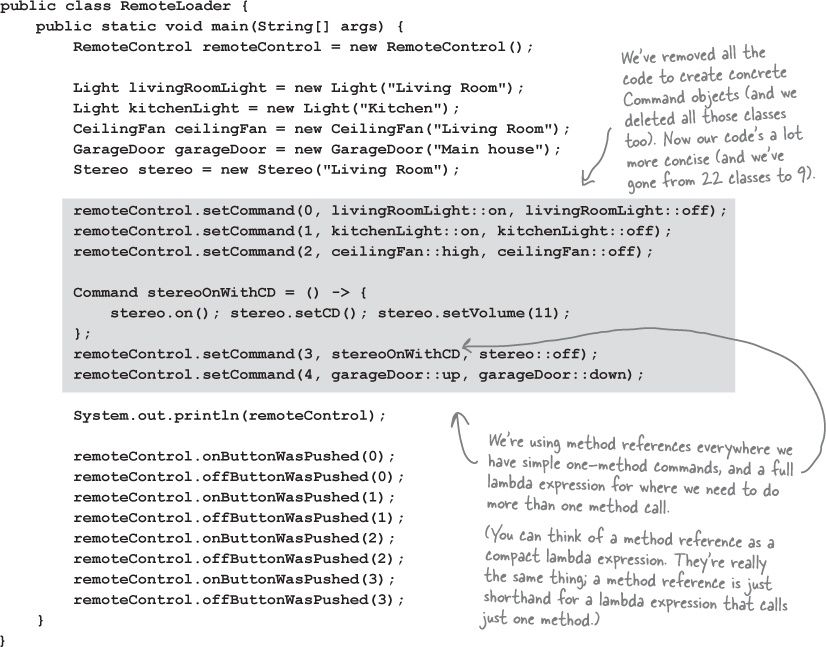 public class RemoteLoader {
public static void main(String[] args) {
RemoteControl remoteControl = new RemoteControl();
Light livingRoomLight = new Light("Living Room");
Light kitchenLight = new Light("Kitchen");
CeilingFan ceilingFan = new CeilingFan("Living Room");
GarageDoor garageDoor = new GarageDoor("Main house");
Stereo stereo = new Stereo("Living Room");
We've removed all the
code to create concrete
Command objects (and we
deleted all those classes
too). Now our code's a lot
more concise (and we've
gone from 22 classes to 9).
remoteControl.setCommand(0, livingRoomLight::on, livingRoomLight::off);
remoteControl.setCommand(1, kitchenLight::on, kitchenLight::off);
remoteControl.setCommand(2, ceilingFan::high, ceilingFan::off);
Command stereoOnWithCD = () -> {
stereo.on(); stereo.setCD(); stereo.setVolume(11);
};
remoteControl.setCommand(3, stereoOnWithCD, stereo::off);
remoteControl.setCommand(4, garageDoor::up, garageDoor::down);
System.out.println(remoteControl);
remoteControl.onButtonWasPushed(0);
remoteControl.offButtonWasPushed(0);
remoteControl.onButtonWasPushed(1);
remoteControl.offButtonWasPushed(1);
remoteControl.onButtonWasPushed(2);
remoteControl.offButtonWasPushed(2);
remoteControl.onButtonWasPushed(3);
remoteControl.offButtonWasPushed(3);
}
}
We're using method references everywhere we
have simple one-method commands, and a full
lambda expression for where we need to do
more than one method call.
(You can think of a method reference as a
compact lambda expression. They're really
the same thing; a method reference is just
shorthand for a lambda expression that calls
just one method.)